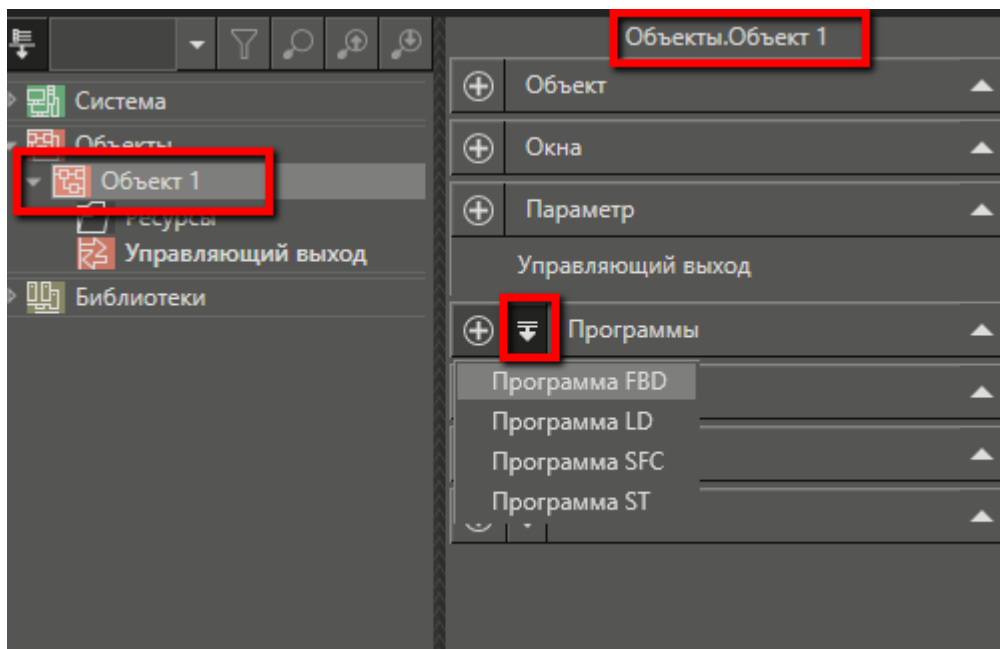 Система
Объекты
Объект 1
Ресурсы
Управляющий выход
Библиотеки
Объекты.Объект 1
Объект
Окна
Параметр
Управляющий выход
Программы
Программа FBD
Программа LD
Программа SFC
Программа ST